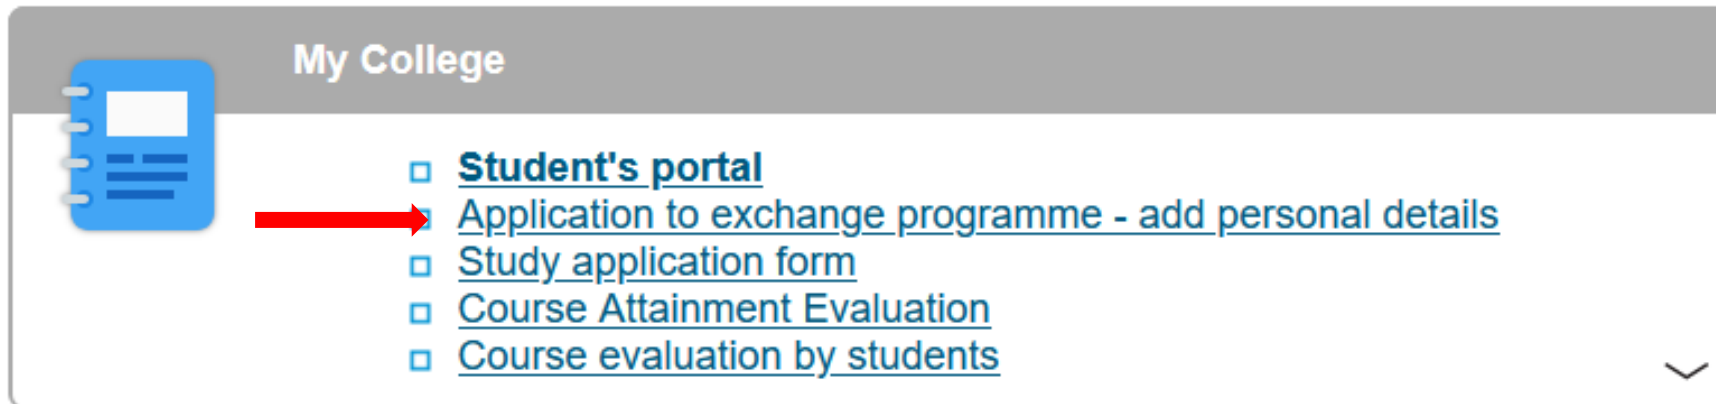 My College
Student's portal
Application to exchange programme - add personal details
Study application form
Course Attainment Evaluation
Course evaluation by students